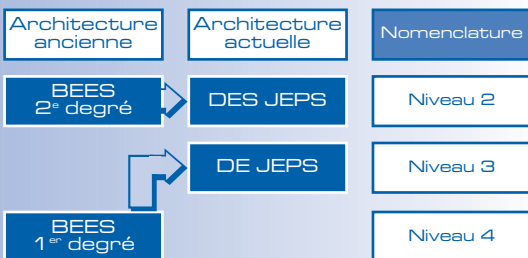 Architecture
ancienne
Architecture
actuelle
Nomenclature
BEES
2e degré
DES JEPS
Niveau 2
DE JEPS
Niveau 3
BEES
1er degré
Niveau 4